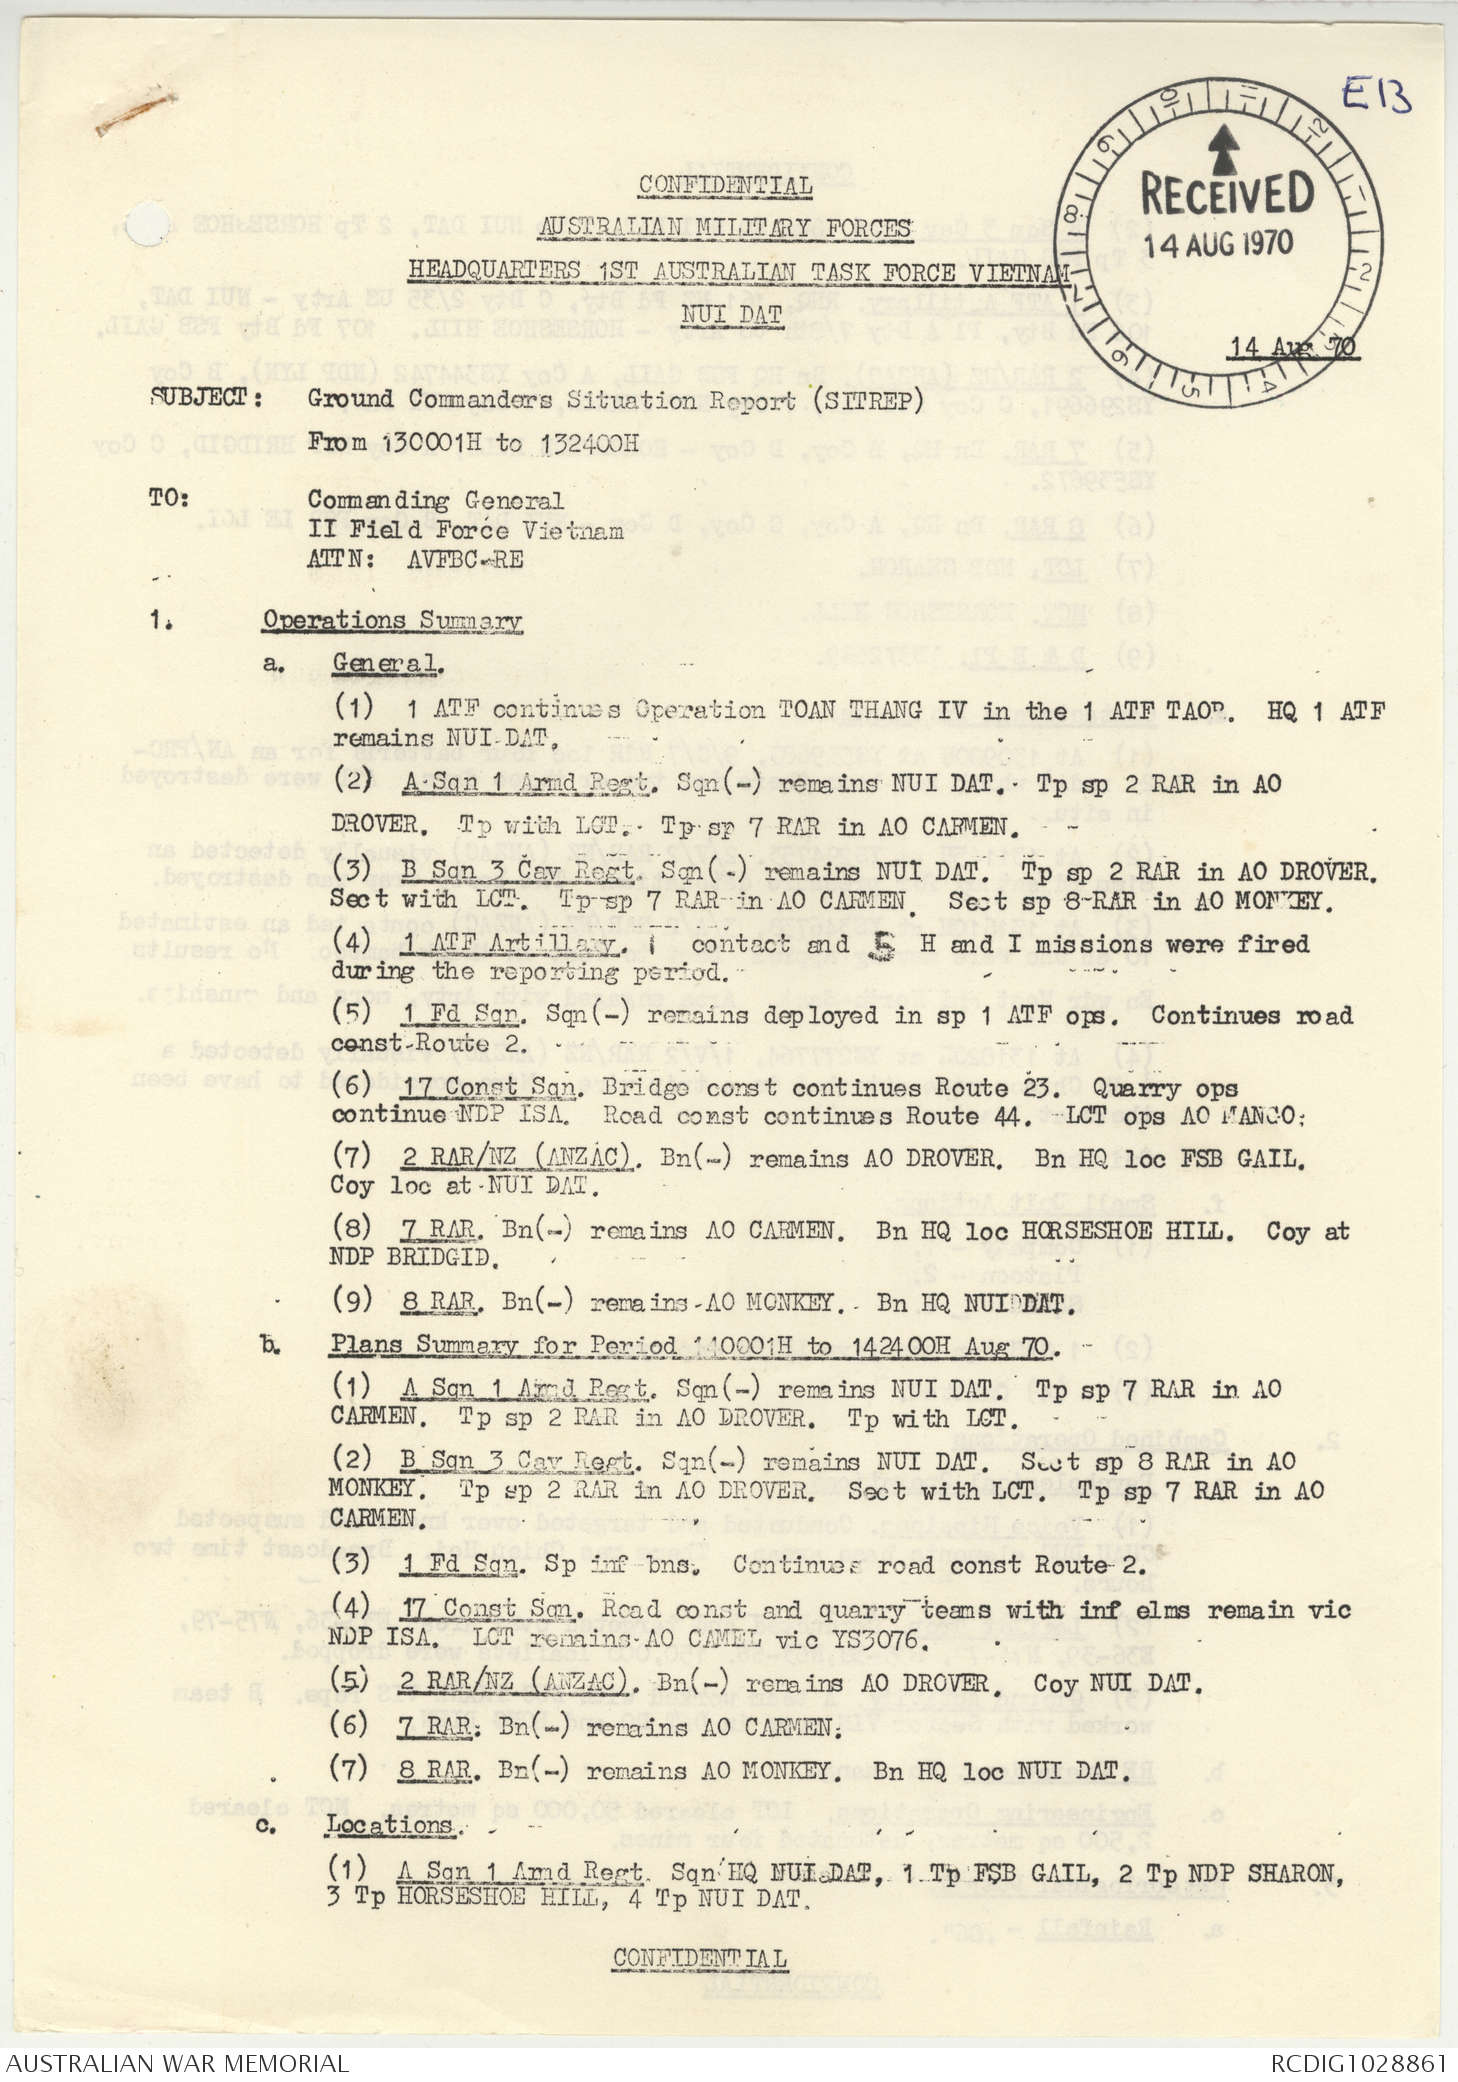 E13
RECEIVED
14 AUG 1970
CONFIDENTIAL
AUSTRALIAN MILITARY FORCES
HEADQUARTERS 1ST AUSTRALIAN TASK FORCE VIETNAM
NUI DAT
14 Aug 70
SUBJECT: Ground Commanders Situation Report (SITREP)
From 130001H to 132400H
TO: Commanding General
II Field Force Vietnam
ATTN: AVFBC-RE
1. Operations Summary
a. General.
(1) 1 ATF continues Operation TOAN THANG IV in the 1 ATF TAOR. HQ 1 ATF
remains NUI DAT.
(2) A Sqn 1 Armd Regt. Sqn(-) remains NUI DAT. Tp sp 2 RAR in AO
DROVER. Tp with LCT. Tp sp 7 RAR in AO CARMEN.
(3) B Sqn 3 Cav Regt. Sqn(-) remains NUI DAT. Tp sp 2 RAR in AO DROVER.
Sect with LCT. Tp sp 7 RAR in AO CARMEN. Sect sp 8 RAR in AO MONKEY.
(4) 1 ATF Artillary. 1 contact and 5 H and I missions were fired
during the reporting period.
(5) 1 Fd Sqn. Sqn(-) remains deployed in sp 1 ATF ops. Continues road
const Route 2.
(6) 17 Const Sqn. Bridge const continues Route 23. Quarry ops
continue NDP ISA. Road const continues Route 44. LCT ops AO MANGO.
(7) 2 RAR/NZ (ANZAC). Bn(-) remains AO DROVER. Bn HQ loc FSB GAIL.
Coy loc at NUI DAT.
(8) 7 RAR. Bn(-) remains AO CARMEN. Bn HQ loc HORSESHOE HILL. Coy at
NDP BRIDGID.
(9) 8 RAR. Bn(-) remains AO MONKEY. Bn HQ NUI DAT.
b. Plans Summary for Period 140001H to 142400H Aug 70.
(1) A Sqn 1 Armd Regt. Sqn(-) remains NUI DAT. Tp sp 7 RAR in AO
CARMEN. Tp sp 2 RAR in AO DROVER. Tp with LCT.
(2) B Sqn 3 Cav Regt. Sqn(-) remains NUI DAT. Sect sp 8 RAR in AO
MONKEY. Tp sp 2 RAR in AO DROVER. Sect with LCT. Tp sp 7 RAR in AO
CARMEN.
(3) 1 Fd Sqn. Sp inf bns. Continues road const Route 2.
(4) 17 Const Sqn. Road const and quarry teams with inf elms remain vic
NDP ISA. LCT remains AO CAMEL vic YS3076.
(5) 2 RAR/NZ (ANZAC). Bn(-) remains AO DROVER. Coy NUI DAT.
(6) 7 RAR. Bn(-) remains AO CARMEN.
(7) 8 RAR. Bn(-) remains AO MONKEY. Bn HQ loc NUI DAT.
c. Locations.
(1) A Sqn 1 Armd Regt. Sqn HQ NUI DAT, 1 Tp FSB GAIL, 2 Tp NDP SHARON,
3 Tp HORSESHOE HILL, 4 Tp NUI DAT.
CONFIDENTIAL
AUSTRALIAN WAR MEMORIAL
RCDIG1028861